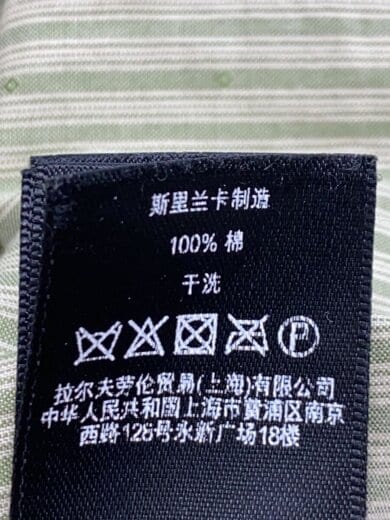 斯里兰卡制造
100% 棉
干洗
P
拉尔夫劳伦贸易(上海)有限公司
中华人民共和国上海市黄浦区南京
西路128号永新广场18楼